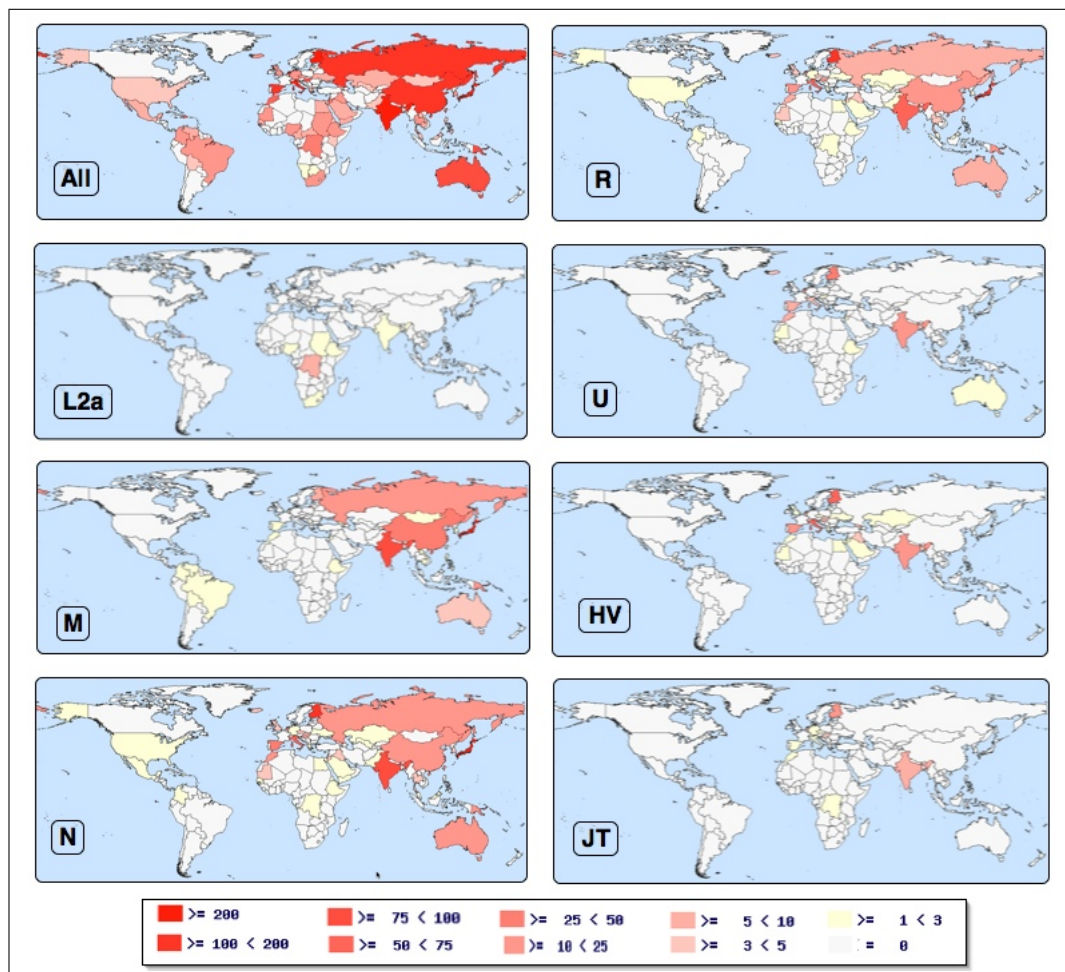 All
R
L2a
U
M
HV
N
JT
>= 200
>= 75 < 100
>= 25 < 50
>= 5 < 10
>= 1 < 3
>= 100 < 200
>= 50 < 75
>= 10 < 25
>= 3 < 5
= 0